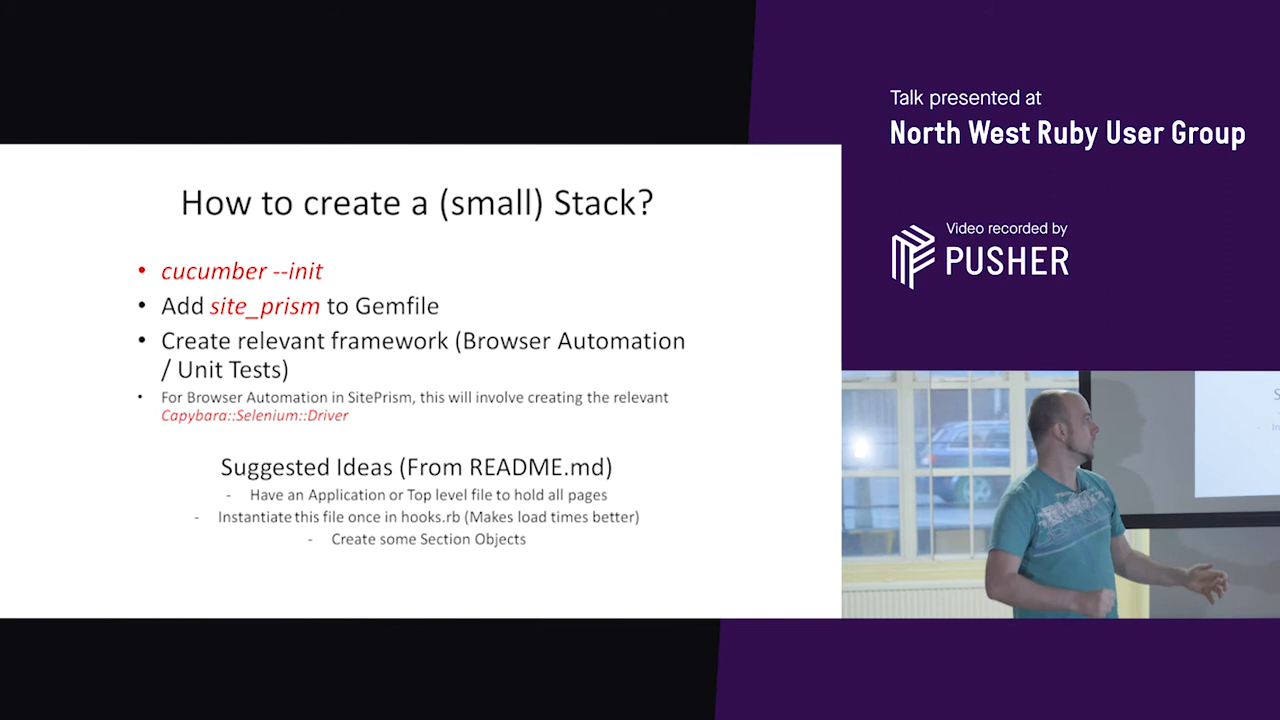 How to create a (small) Stack?
• cucumber --init
• Add site_prism to Gemfile
• Create relevant framework (Browser Automation
/ Unit Tests)
• For Browser Automation in SitePrism, this will involve creating the relevant
Capybara::Selenium::Driver
Suggested Ideas (From README.md)
- Have an Application or Top level file to hold all pages
- Instantiate this file once in hooks.rb (Makes load times better)
- Create some Section Objects
Talk presented at
North West Ruby User Group
Video recorded by
PUSHER